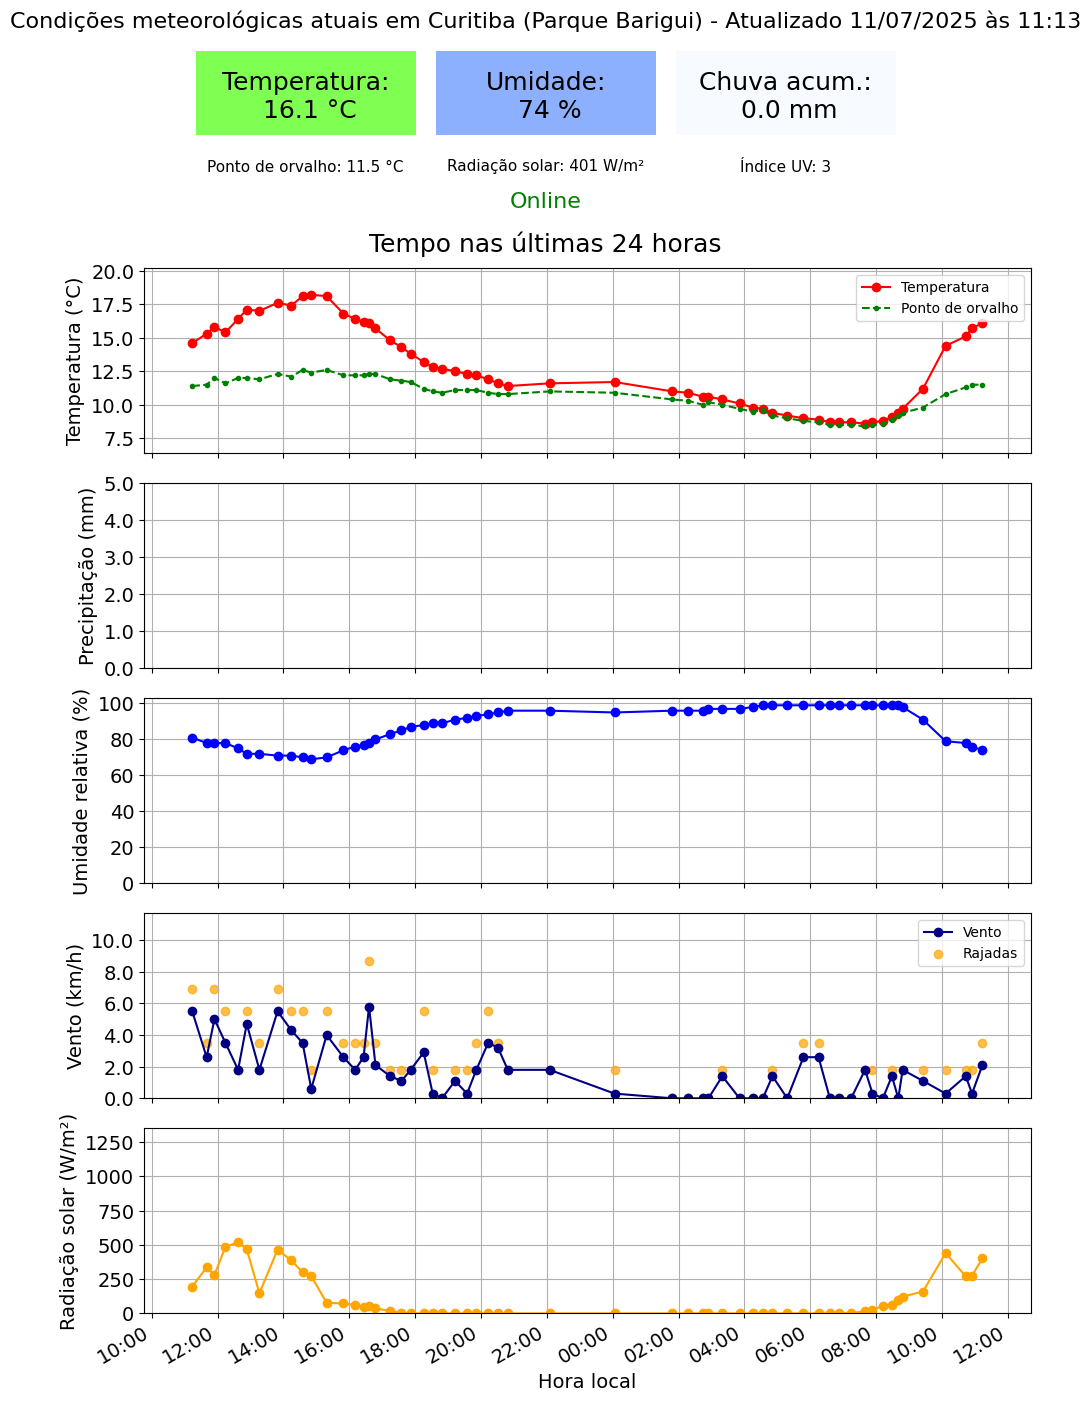 Condições meteorológicas atuais em Curitiba (Parque Barigui) - Atualizado 11/07/2025 às 11:13
Temperatura:
16.1 °C
Umidade:
74 %
Chuva acum.:
0.0 mm
Ponto de orvalho: 11.5 °C
Radiação solar: 401 W/m²
Índice UV: 3
Online
Tempo nas últimas 24 horas
Temperatura (°C)
20.0
17.5
15.0
12.5
10.0
7.5
Temperatura
Ponto de orvalho
Precipitação (mm)
5.0
4.0
3.0
2.0
1.0
0.0
Umidade relativa (%)
100
80
60
40
20
0
Vento (km/h)
10.0
8.0
6.0
4.0
2.0
0.0
Vento
Rajadas
Radiação solar (W/m²)
1250
1000
750
500
250
0
10:00
12:00
14:00
16:00
18:00
20:00
22:00
00:00
02:00
04:00
06:00
08:00
10:00
12:00
Hora local